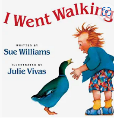 I Went Walking
WRITTEN BY
Sue Williams
ILLUSTRATED BY
Julie Vivas